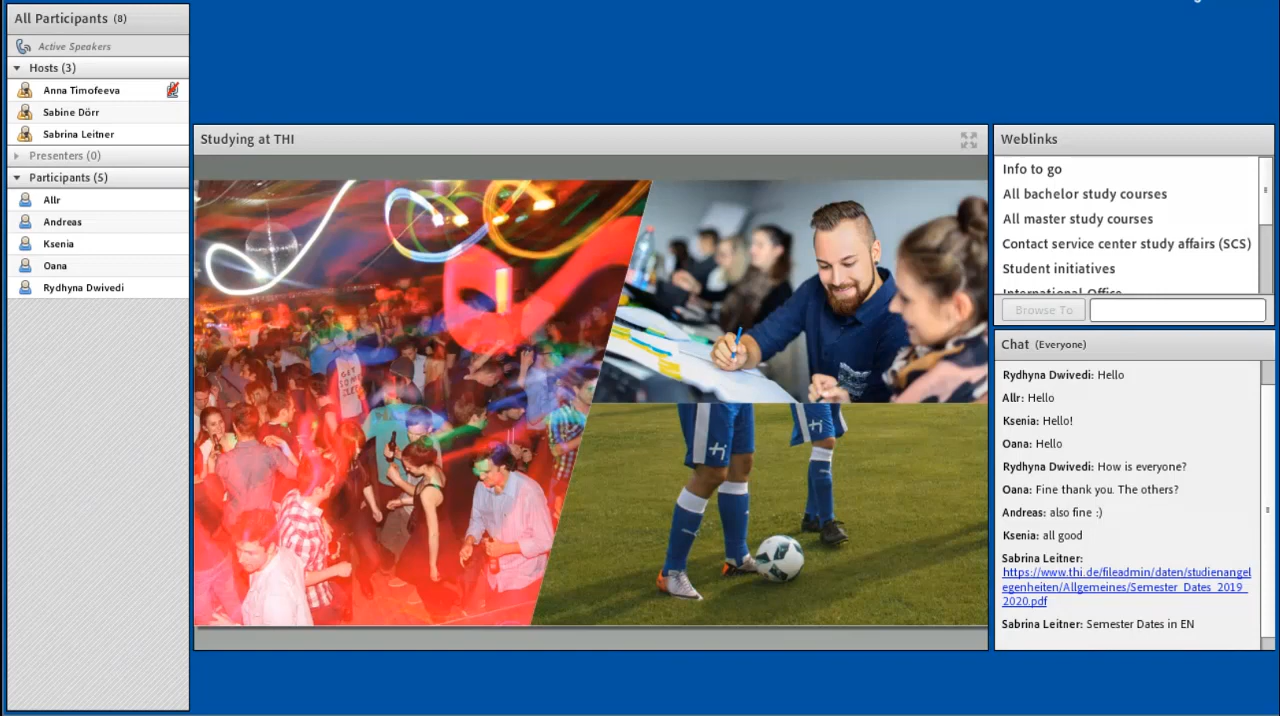 All Participants (8)
Active Speakers
Hosts (3)
Anna Timofeeva
Sabine Dörr
Sabrina Leitner
Presenters (0)
Participants (5)
Allr
Andreas
Ksenia
Oana
Rydhyna Dwivedi
Studying at THI
GET
SOME
Weblinks
Info to go
All bachelor study courses
All master study courses
Contact service center study affairs (SCS)
Student initiatives
International Office
Browse To
Chat (Everyone)
Rydhyna Dwivedi: Hello
Allr: Hello
Ksenia: Hello!
Oana: Hello
Rydhyna Dwivedi: How is everyone?
Oana: Fine thank you. The others?
Andreas: also fine :)
Ksenia: all good
Sabrina Leitner:
https://www.thi.de/fileadmin/daten/studienangel
egenheiten/Allgemeines/Semester_Dates_2019_
2020.pdf
Sabrina Leitner: Semester Dates in EN